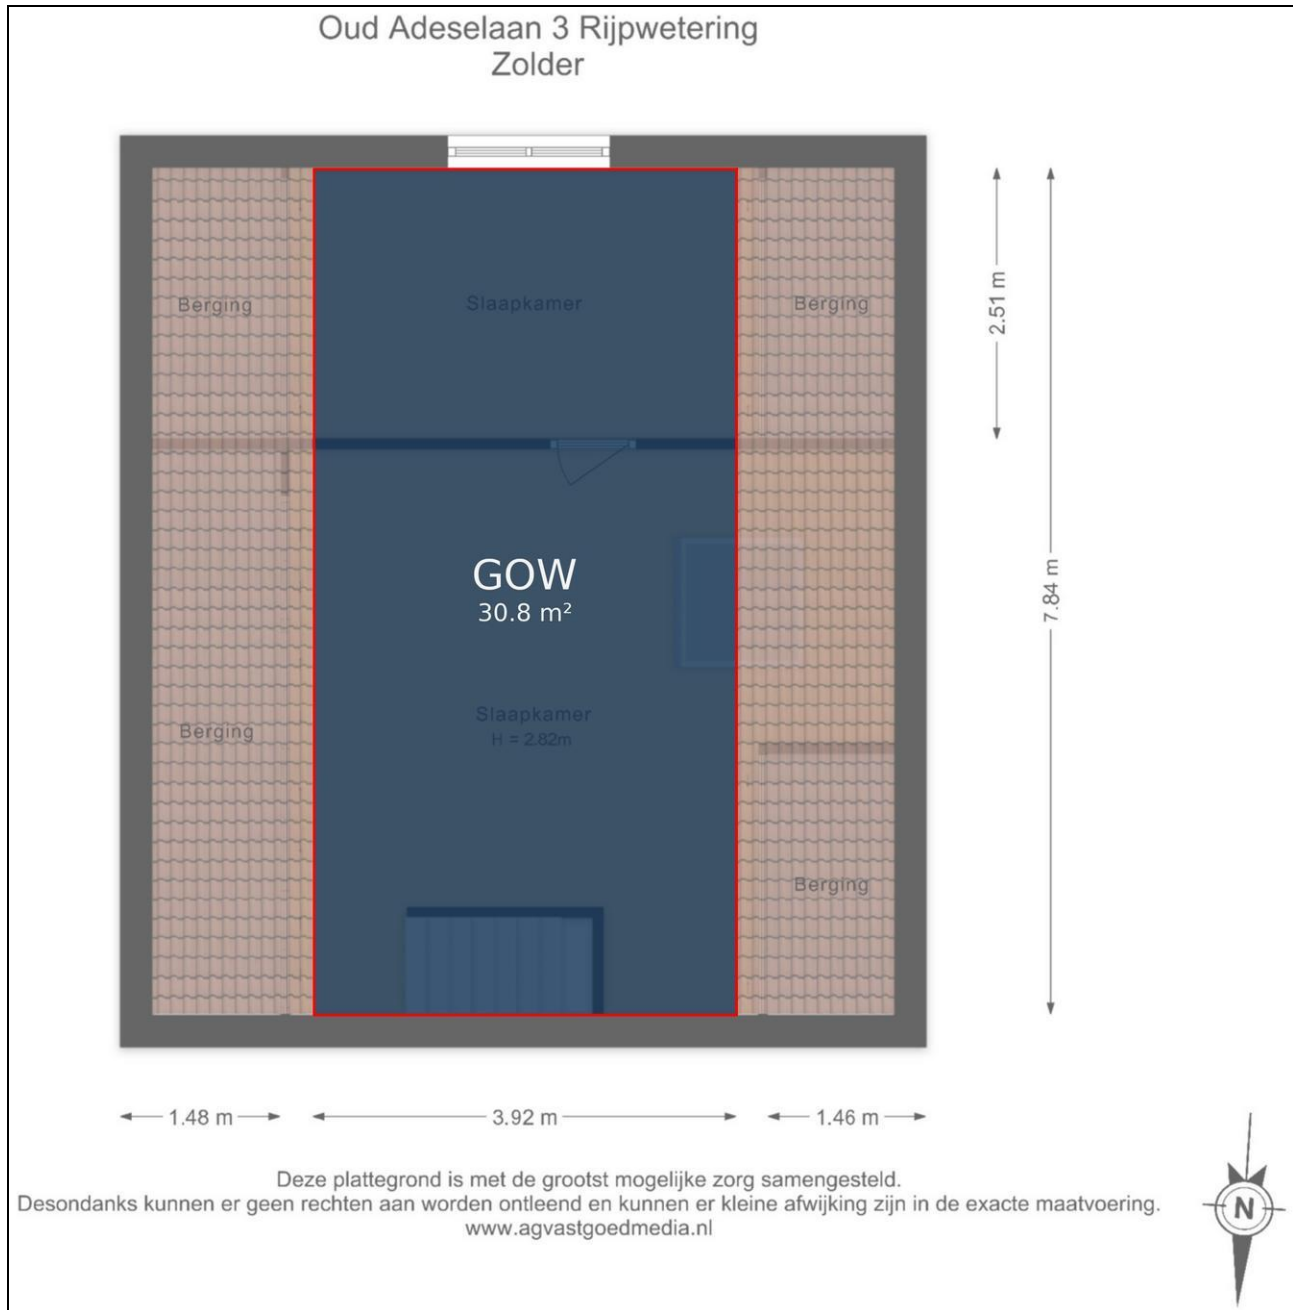 Oud Adeselaan 3 Rijpwetering
Zolder
Berging
Slaapkamer
Berging
2.51 m
GOW
30.8 m²
7.84 m
Slaapkamer
H = 2.82m
Berging
Berging
1.48 m
3.92 m
1.46 m
Deze plattegrond is met de grootst mogelijke zorg samengesteld.
Desondanks kunnen er geen rechten aan worden ontleend en kunnen er kleine afwijking zijn in de exacte maatvoering.
www.agvastgoedmedia.nl
N